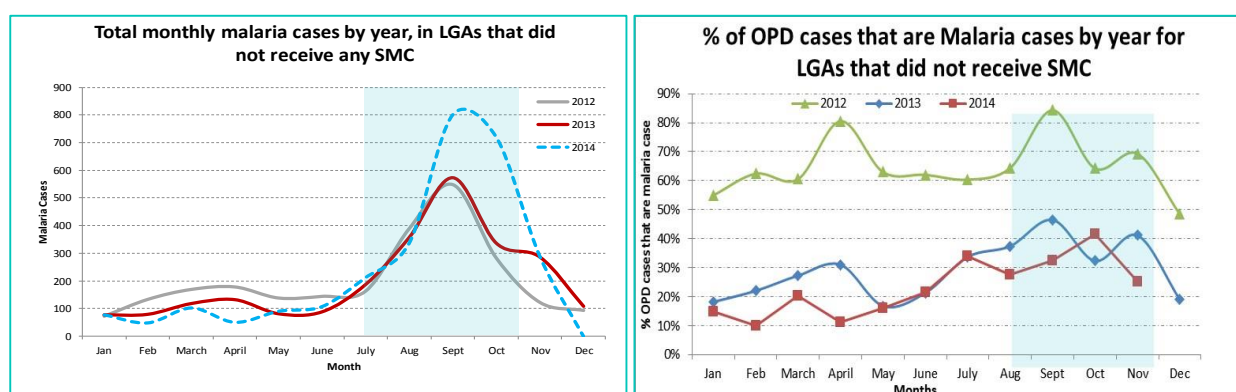 Total monthly malaria cases by year, in LGAs that did
not receive any SMC
900
800
700
600
500
400
300
200
100
0
Malaria Cases
2012
2013
2014
Jan Feb March April May June July Aug Sept Oct Nov Dec
Month
% of OPD cases that are Malaria cases by year for
LGAs that did not receive SMC
90%
80%
70%
60%
50%
40%
30%
20%
10%
0%
% OPD cases that are malaria case
2012 2013 2014
Jan Feb March April May June July Aug Sept Oct Nov Dec
Months